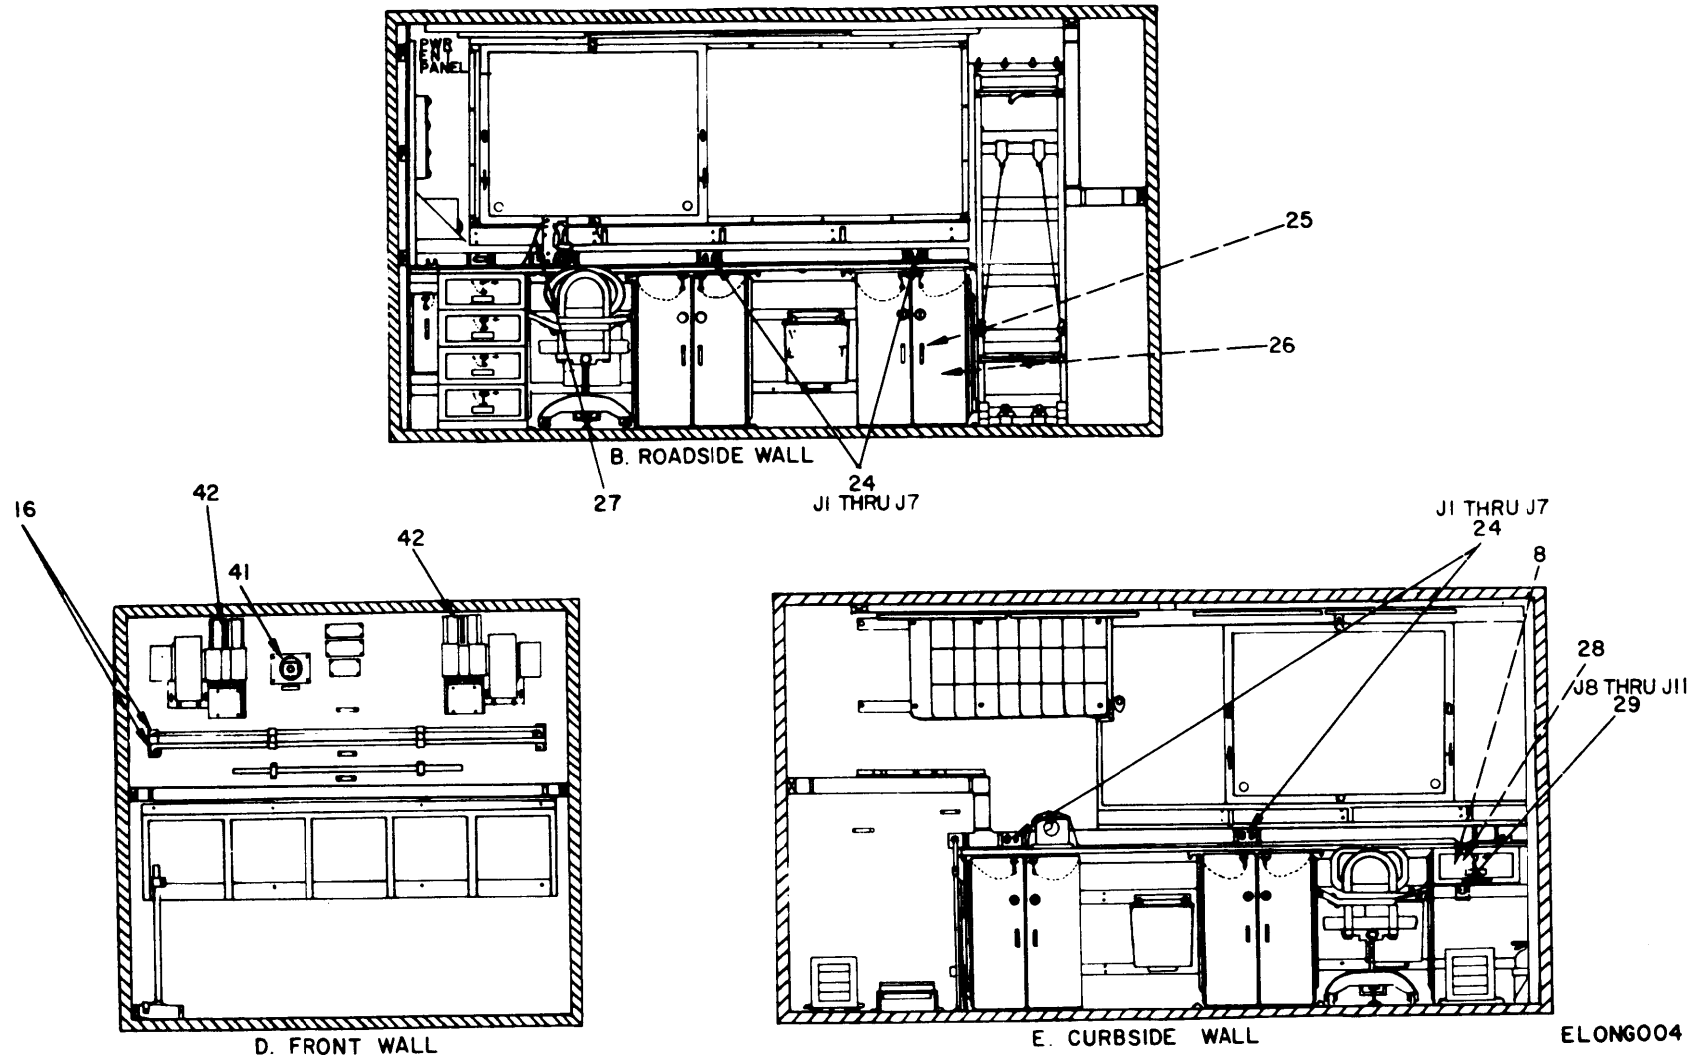 PWR
ENT
PANEL
25
26
B. ROADSIDE WALL
27
24
J1 THRU J7
16
42
41
42
D. FRONT WALL
J1 THRU J7
24
8
28
J8 THRU J11
29
E. CURBSIDE WALL
ELONG004